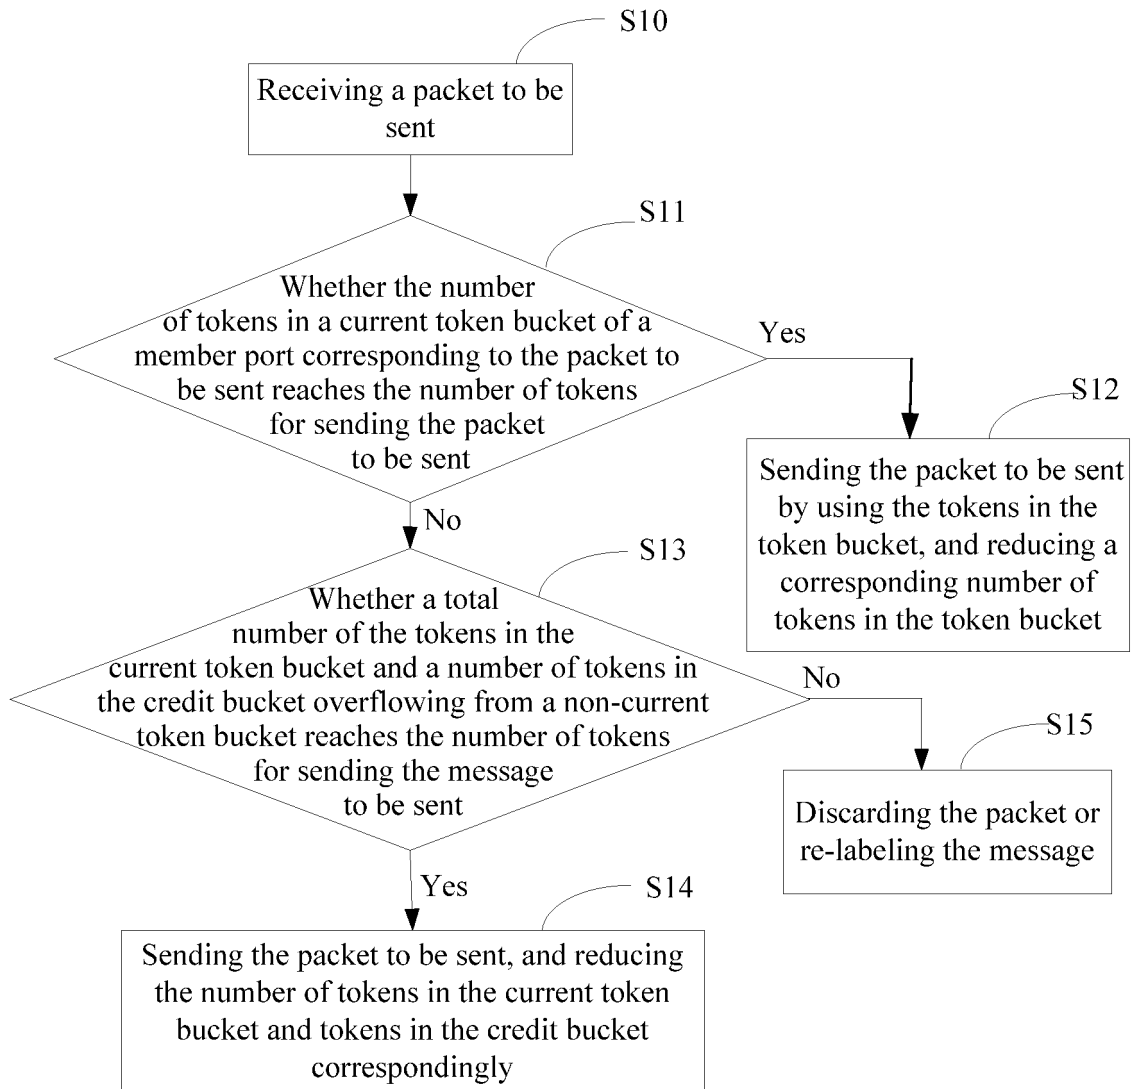 S10
Receiving a packet to be
sent
S11
Whether the number
of tokens in a current token bucket of a
member port corresponding to the packet to
be sent reaches the number of tokens
for sending the packet
to be sent
Yes
S12
Sending the packet to be sent
by using the tokens in the
token bucket, and reducing a
corresponding number of
tokens in the token bucket
No
S13
Whether a total
number of the tokens in the
current token bucket and a number of tokens in
the credit bucket overflowing from a non-current
token bucket reaches the number of tokens
for sending the message
to be sent
No
S15
Discarding the packet or
re-labeling the message
Yes
S14
Sending the packet to be sent, and reducing
the number of tokens in the current token
bucket and tokens in the credit bucket
correspondingly